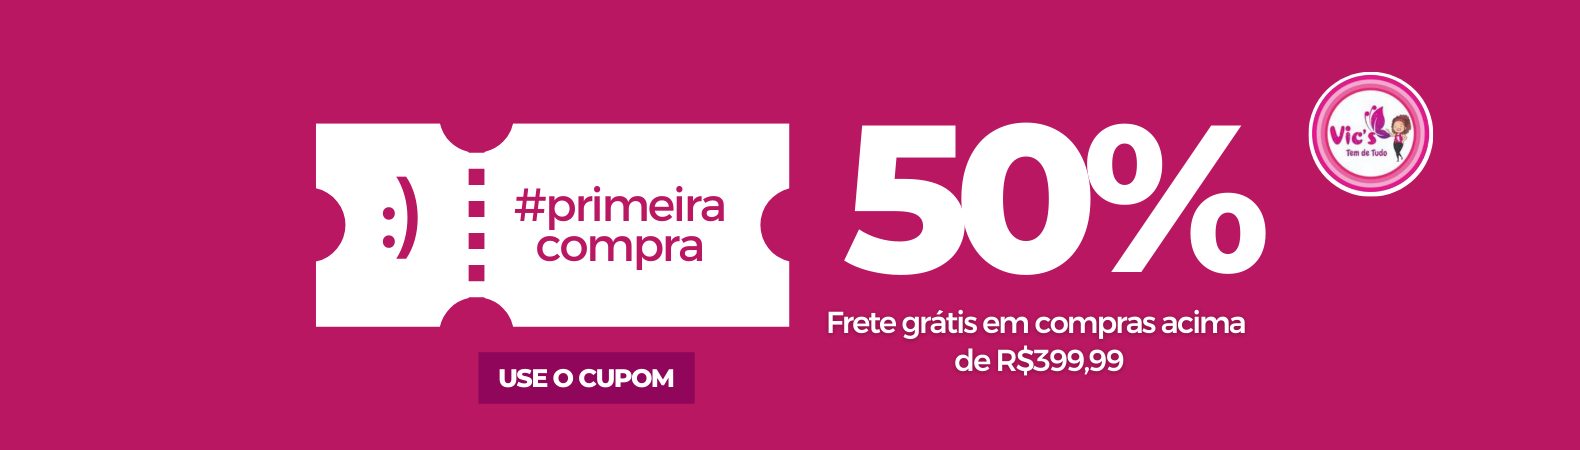 :)
#primeira
compra
USE O CUPOM
50%
Frete grátis em compras acima
de R$399,99
Vic's
Tem de Tudo